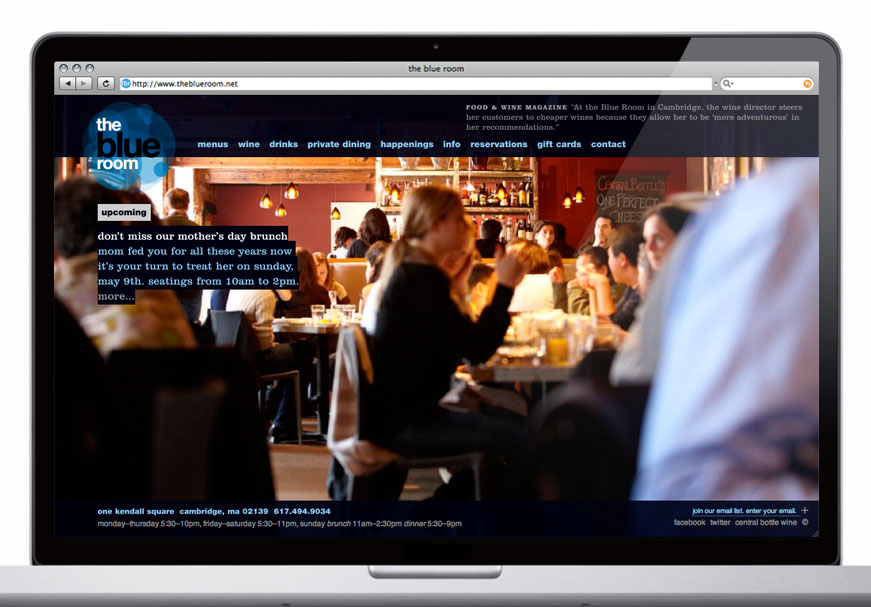 the blue room
http://www.theblueroom.net
FOOD & WINE MAGAZINE "At the Blue Room in Cambridge, the wine director steers
her customers to cheaper wines because they allow her to be 'more adventurous' in
her recommendations."
the
blue
room
menus wine drinks private dining happenings info reservations gift cards contact
CENTRAL BOTTLE'S
ONE PERFECT
CHEESE
upcoming
don't miss our mother's day brunch
mom fed you for all these years now
it's your turn to treat her on sunday,
may 9th. seatings from 10am to 2pm.
more...
one kendall square cambridge, ma 02139 617.494.9034
monday–thursday 5:30–10pm, friday–saturday 5:30–11pm, sunday brunch 11am–2:30pm dinner 5:30–9pm
join our email list. enter your email. +
facebook twitter central bottle wine ©